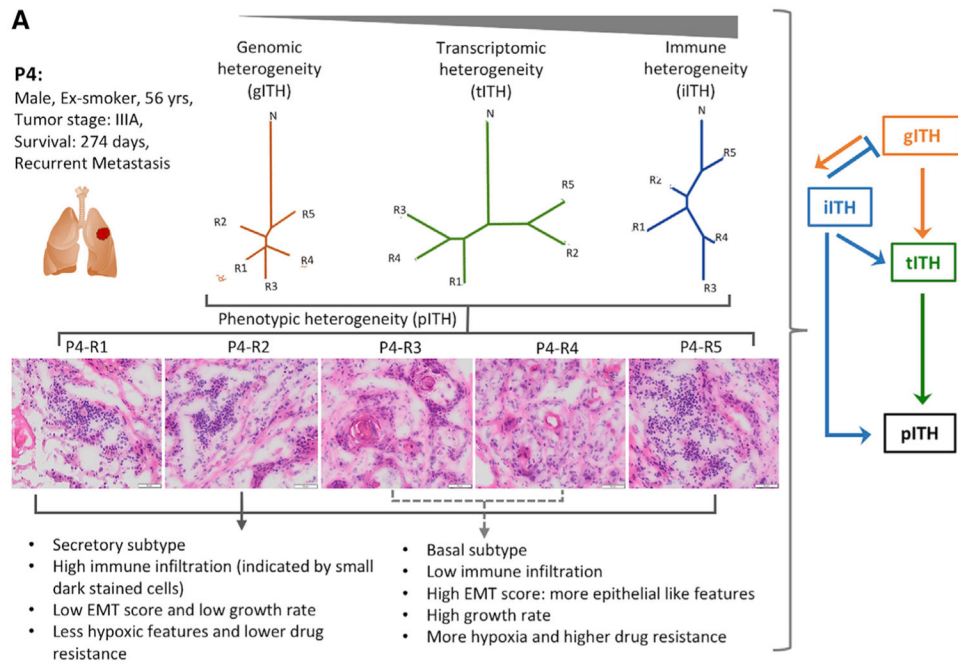 A
P4:
Male, Ex-smoker, 56 yrs,
Tumor stage: IIIA,
Survival: 274 days,
Recurrent Metastasis
Genomic
heterogeneity
(gITH)
N
R2
R5
R1
R4
R3
Transcriptomic
heterogeneity
(tITH)
N
R3
R5
R4
R2
R1
Immune
heterogeneity
(iITH)
N
R5
R2
R1
R4
R3
Phenotypic heterogeneity (pITH)
P4-R1
P4-R2
P4-R3
P4-R4
P4-R5
• Secretory subtype
• High immune infiltration (indicated by small
dark stained cells)
• Low EMT score and low growth rate
• Less hypoxic features and lower drug
resistance
• Basal subtype
• Low immune infiltration
• High EMT score: more epithelial like features
• High growth rate
• More hypoxia and higher drug resistance
gITH
iITH
tITH
pITH